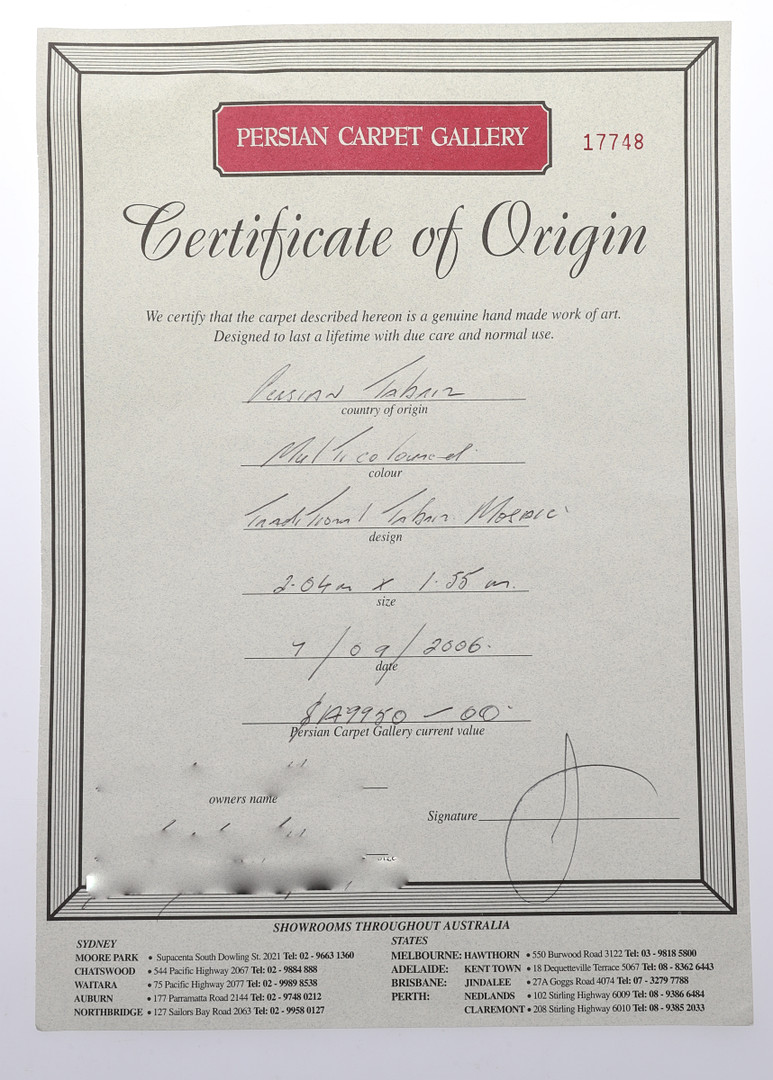 PERSIAN CARPET GALLERY
17748
Certificate of Origin
We certify that the carpet described hereon is a genuine hand made work of art.
Designed to last a lifetime with due care and normal use.
Persian Tabriz
country of origin
Multicoloured
colour
Traditional Tabriz Mosaic
design
2.04m x 1.55 m.
size
7/09/2006.
date
$A9950-00
Persian Carpet Gallery current value
owners name
Signature
SHOWROOMS THROUGHOUT AUSTRALIA
SYDNEY
MOORE PARK • Supacenta South Dowling St. 2021 Tel: 02 - 9663 1360
CHATSWOOD • 544 Pacific Highway 2067 Tel: 02 - 9884 888
WAITARA • 75 Pacific Highway 2077 Tel: 02 - 9989 8538
AUBURN • 177 Parramatta Road 2144 Tel: 02 - 9748 0212
NORTHBRIDGE • 127 Sailors Bay Road 2063 Tel: 02 - 9958 0127
STATES
MELBOURNE: HAWTHORN • 550 Burwood Road 3122 Tel: 03 - 9818 5800
ADELAIDE: KENT TOWN • 18 Dequetteville Terrace 5067 Tel: 08 - 8362 6443
BRISBANE: JINDALEE • 27A Goggs Road 4074 Tel: 07 - 3279 7788
PERTH: NEDLANDS • 102 Stirling Highway 6009 Tel: 08 - 9386 6484
CLAREMONT • 208 Stirling Highway 6010 Tel: 08 - 9385 2033